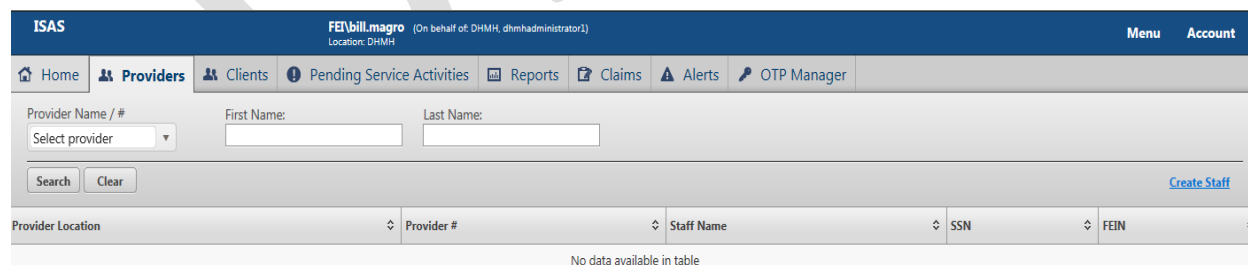 ISAS
FEI\bill.magro (On behalf of: DHMH, dhmhadministrator1)
Location: DHMH
Menu Account
Home Providers Clients Pending Service Activities Reports Claims Alerts OTP Manager
Provider Name / # First Name: Last Name:
Select provider
Search Clear Create Staff
Provider Location Provider # Staff Name SSN FEIN
No data available in table